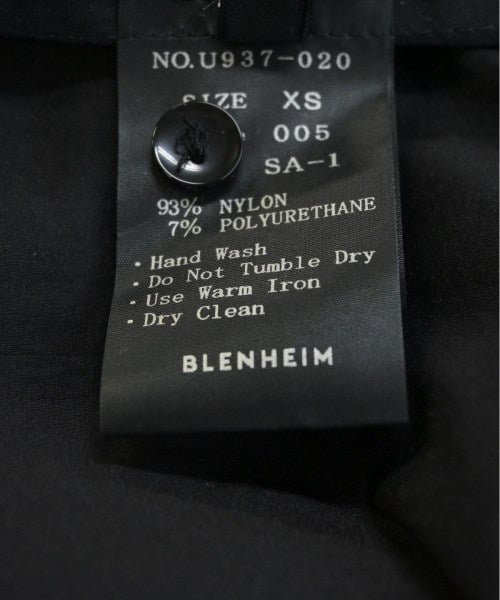 NO.U937-020
SIZE XS
005
SA-1
93% NYLON
7% POLYURETHANE
· Hand Wash
· Do Not Tumble Dry
· Use Warm Iron
· Dry Clean
BLENHEIM